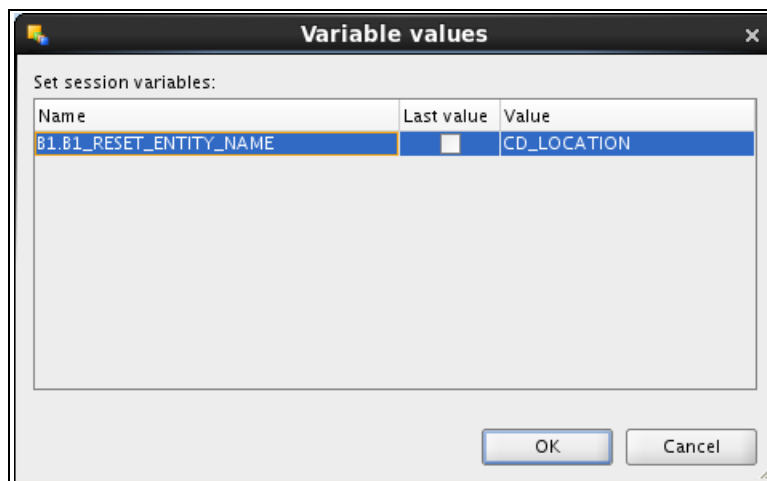 Variable values
Set session variables:
Name Last value Value
B1.B1_RESET_ENTITY_NAME CD_LOCATION
OK Cancel